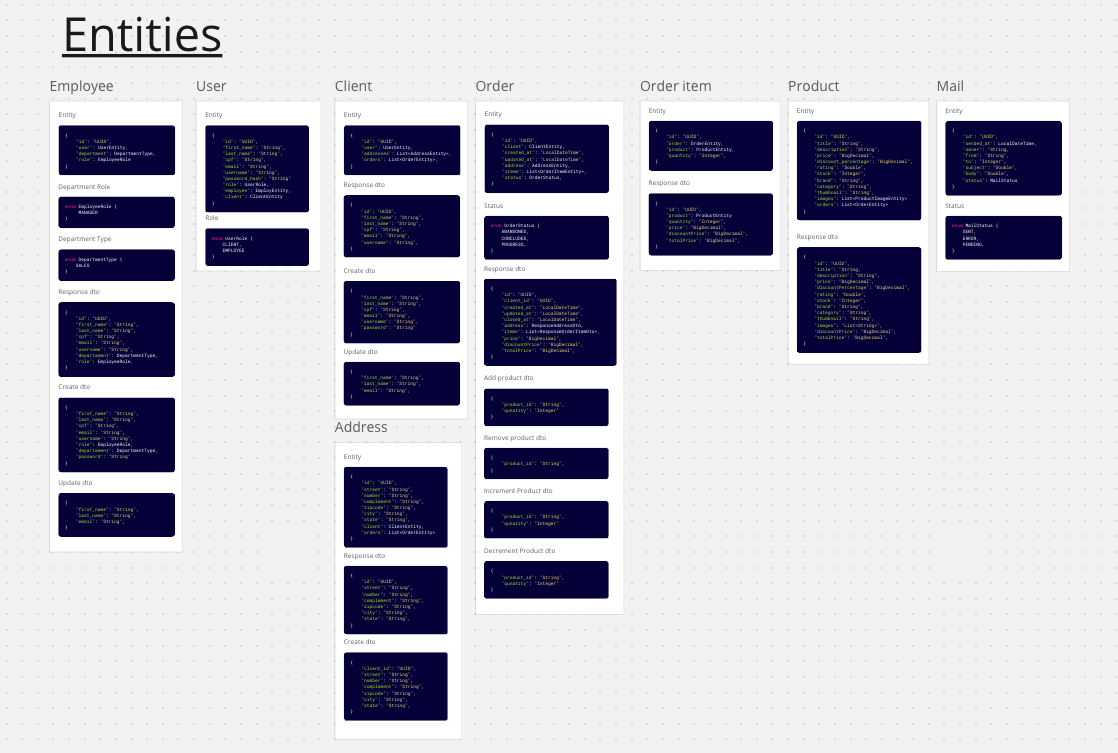 Entities
Employee
Entity
{
"id": "UUID",
"user": UserEntity,
"department": DepartmentType,
"role": EmployeeRole
}
Department Role
enum EmployeeRole {
MANAGER
}
Department Type
enum DepartmentType {
SALES
}
Response dto
{
"id": "UUID",
"first_name": "String",
"last_name": "String",
"cpf": "String",
"email": "String",
"username": "String",
"departament": DepartmentType,
"role": EmployeeRole,
}
Create dto
{
"first_name": "String",
"last_name": "String",
"cpf": "String",
"email": "String",
"username": "String",
"role": EmployeeRole,
"departament": DepartmentType,
"password": "String"
}
Update dto
{
"first_name": "String",
"last_name": "String",
"email": "String",
}
User
Entity
{
"id": "UUID",
"first_name": "String",
"last_name": "String",
"cpf": "String",
"email": "String",
"username": "String",
"password_hash": "String"
"role": UserRole,
"employee": EmployEntity,
"client": ClientEntity
}
Role
enum UserRole {
CLIENT,
EMPLOYEE
}
Client
Entity
{
"id": "UUID",
"user": UserEntity,
"addresses": List<AddressEntity>,
"orders": List<OrderEntity>,
}
Response dto
{
"id": "UUID",
"first_name": "String",
"last_name": "String",
"cpf": "String",
"email": "String",
"username": "String",
}
Create dto
{
"first_name": "String",
"last_name": "String",
"cpf": "String",
"email": "String",
"username": "String",
"password": "String"
}
Update dto
{
"first_name": "String",
"last_name": "String",
"email": "String",
}
Address
Entity
{
"id": "UUID",
"street": "String",
"number": "String",
"complement": "String",
"zipcode": "String",
"city": "String",
"state": "String",
"client": ClientEntity,
"orders": List<OrderEntity>
}
Response dto
{
"id": "UUID",
"street": "String",
"number": "String",
"complement": "String",
"zipcode": "String",
"city": "String",
"state": "String",
}
Create dto
{
"client_id": "UUID",
"street": "String",
"number": "String",
"complement": "String",
"zipcode": "String",
"city": "String",
"state": "String",
}
Order
Entity
{
"id": "UUID",
"client": ClientEntity,
"created_at": "LocalDateTime",
"updated_at": "LocalDateTime",
"address": AddressEntity,
"items": List<OrderItemEntity>,
"status": OrderStatus,
}
Status
enum OrderStatus {
ABANDONED,
CONCLUDED,
PROGRESS,
}
Response dto
{
"id": "UUID",
"client_id": "UUID",
"created_at": "LocalDateTime",
"updated_at": "LocalDateTime",
"closed_at": "LocalDateTime",
"address": ResponseAddressDto,
"items": List<ResponseOrderItemDto>,
"price": "BigDecimal",
"discountPrice": "BigDecimal",
"totalPrice": "BigDecimal",
}
Add product dto
{
"product_id": "String",
"quantity": "Integer"
}
Remove product dto
{
"product_id": "String",
}
Increment Product dto
{
"product_id": "String",
"quantity": "Integer"
}
Decrement Product dto
{
"product_id": "String",
"quantity": "Integer"
}
Order item
Entity
{
"id": "UUID",
"order": OrderEntity,
"product": ProductEntity,
"quantity": "Integer",
}
Response dto
{
"id": "UUID",
"product": ProductEntity
"quantity": "Integer",
"price": "BigDecimal",
"discountPrice": "BigDecimal",
"totalPrice": "BigDecimal",
}
Product
Entity
{
"id": "UUID",
"title": "String",
"description": "String",
"price": "BigDecimal",
"discount_percentage": "BigDecimal",
"rating": "Double",
"stock": "Integer",
"brand": "String",
"category": "String",
"thumbnail": "String",
"images": List<ProductImageEntity>
"orders": List<OrderEntity>
}
Response dto
{
"id": "UUID",
"title": "String",
"description": "String",
"price": "BigDecimal",
"discountPercentage": "BigDecimal",
"rating": "Double",
"stock": "Integer",
"brand": "String",
"category": "String",
"thumbnail": "String",
"images": "List<String>",
"discountPrice": "BigDecimal",
"totalPrice": "BigDecimal",
}
Mail
Entity
{
"id": "UUID",
"sended_at": LocalDateTime,
"owner": "String",
"from": "String",
"to": "Integer",
"subject": "Double",
"body": "Double",
"status": MailStatus
}
Status
enum MailStatus {
SENT,
ERROR,
PENDING,
}